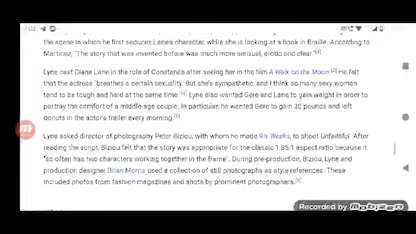 7:02
the scene in which he first seduces Lane's character, while she is looking at a book in Braille. According to
Martinez, "The story that was invented before was much more sensual, erotic and clear".[3]
Lyne cast Diane Lane in the role of Constance after seeing her in the film A Walk on the Moon.[2] He felt
that the actress "breathes a certain sexuality. But she's sympathetic, and I think so many sexy women
tend to be tough and hard at the same time." Lyne also wanted Gere and Lane to gain weight in order to
portray the comfort of a middle-age couple. In particular, he wanted Gere to gain 30 pounds and left
donuts in the actor's trailer every morning.
Lyne asked director of photography Peter Biziou, with whom he made 9½ Weeks, to shoot Unfaithful. After
reading the script, Biziou felt that the story was appropriate for the classic 1.85:1 aspect ratio because it
"so often has two characters working together in the frame". During pre-production, Biziou, Lyne and
production designer Brian Morris used a collection of still photographs as style references. These
included photos from fashion magazines and shots by prominent photographers.
Recorded by Mobizen